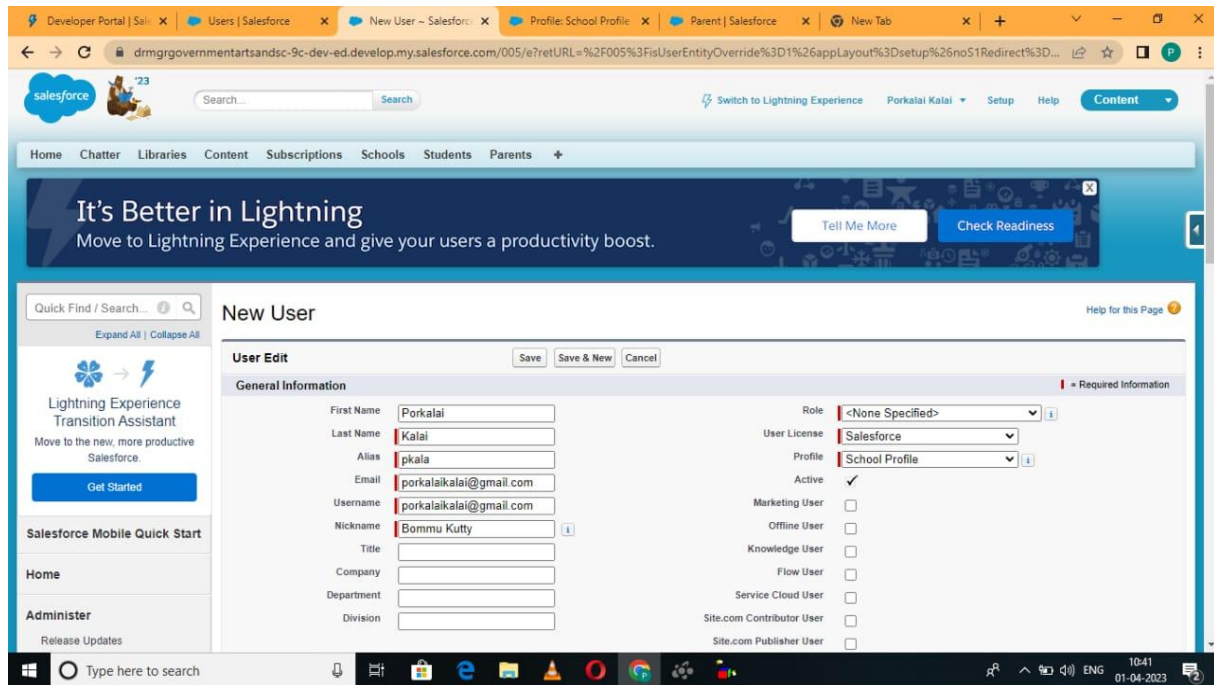 Developer Portal | Sale
Users | Salesforce
New User ~ Salesforce
Profile: School Profile
Parent | Salesforce
New Tab
drmgrgovernmentartsandsc-9c-dev-ed.develop.my.salesforce.com/005/e?retURL=%2F005%3FisUserEntityOverride%3D1%26appLayout%3Dsetup%26noS1Redirect%3D...
P
salesforce
'23
Search...
Search
Switch to Lightning Experience
Porkalai Kalai
Setup
Help
Content
Home Chatter Libraries Content Subscriptions Schools Students Parents +
It's Better in Lightning
Move to Lightning Experience and give your users a productivity boost.
Tell Me More
Check Readiness
X
Quick Find / Search...
Expand All | Collapse All
Lightning Experience
Transition Assistant
Move to the new, more productive
Salesforce.
Get Started
Salesforce Mobile Quick Start
Home
Administer
Release Updates
New User
Help for this Page
User Edit
Save
Save & New
Cancel
General Information
= Required Information
First Name Porkalai
Last Name Kalai
Alias pkala
Email porkalaikalai@gmail.com
Username porkalaikalai@gmail.com
Nickname Bommu Kutty
Title
Company
Department
Division
Role <None Specified>
User License Salesforce
Profile School Profile
Active
Marketing User
Offline User
Knowledge User
Flow User
Service Cloud User
Site.com Contributor User
Site.com Publisher User
Type here to search
ENG
10:41
01-04-2023
2